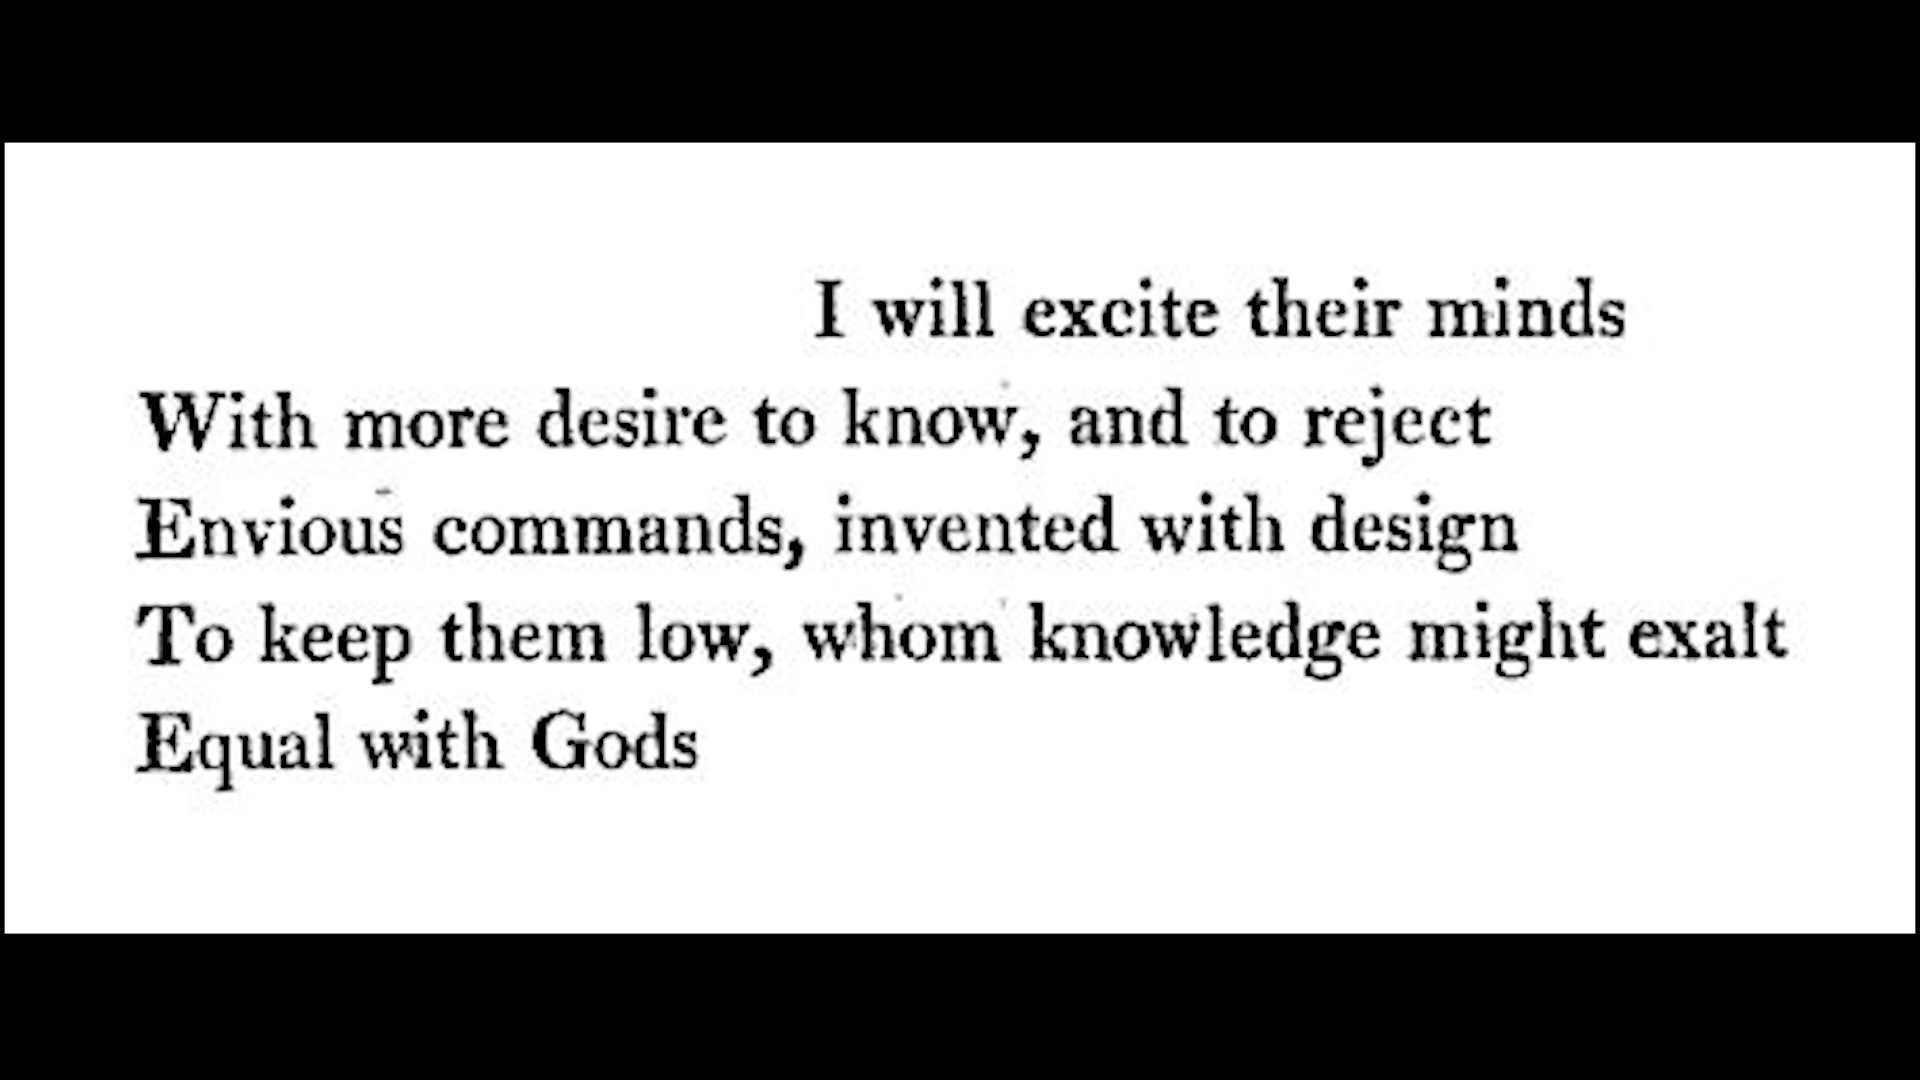 I will excite their minds
With more desire to know, and to reject
Envious commands, invented with design
To keep them low, whom knowledge might exalt
Equal with Gods